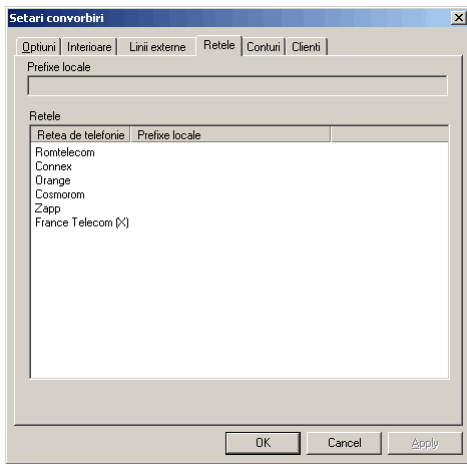 Setari convorbiri
Optiuni Interioare Linii externe Retele Conturi Clienti
Prefixe locale
Retele
Retea de telefonie Prefixe locale
Romtelecom
Connex
Orange
Cosmorom
Zapp
France Telecom (X)
OK Cancel Apply